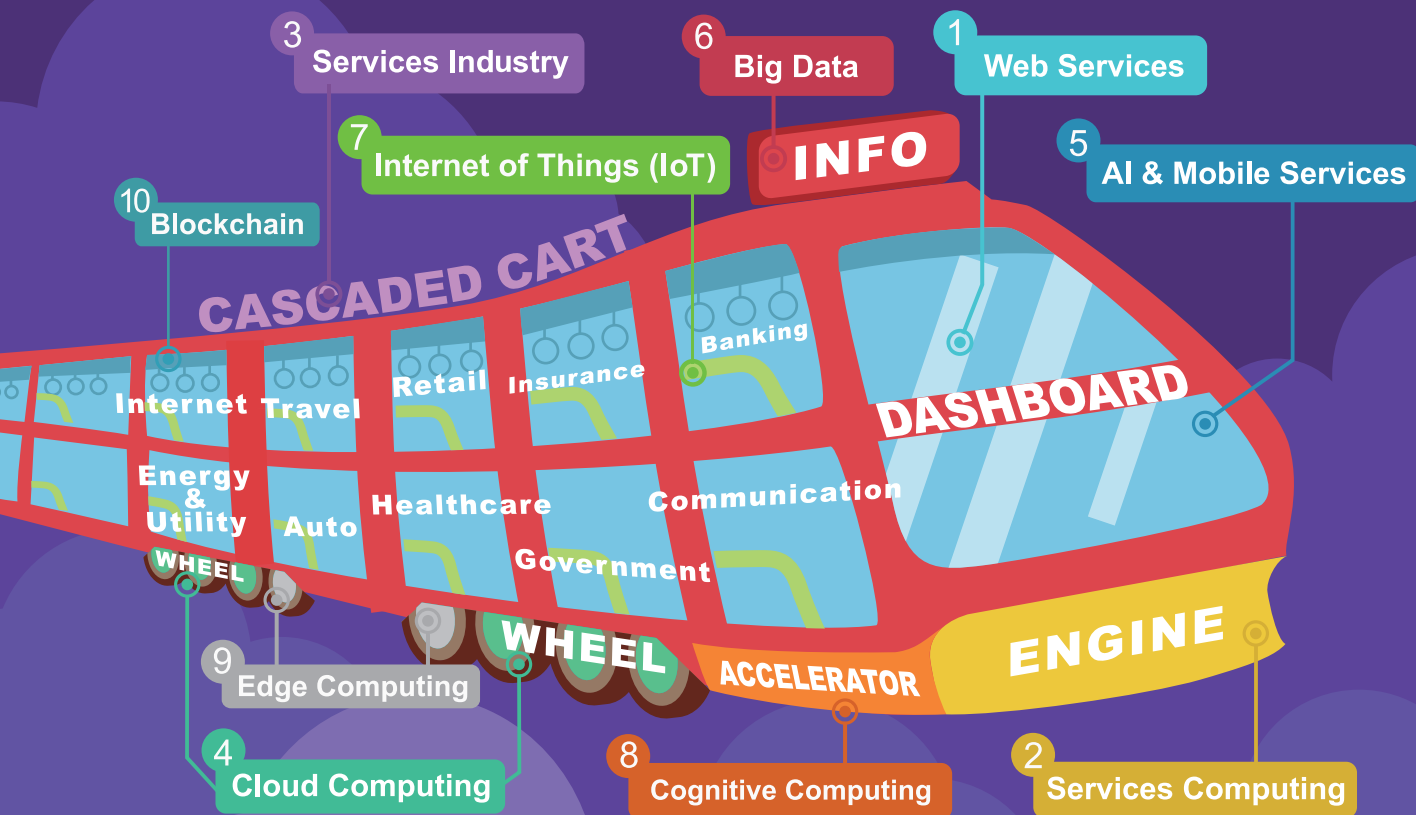 3
Services Industry
6
Big Data
1
Web Services
7
Internet of Things (IoT)
INFO
5
AI & Mobile Services
10
Blockchain
CASCADED CART
Banking
Retail
Insurance
Internet
Travel
DASHBOARD
Energy
&
Utility
Auto
Healthcare
Communication
Government
WHEEL
WHEEL
ACCELERATOR
ENGINE
9
Edge Computing
4
Cloud Computing
8
Cognitive Computing
2
Services Computing